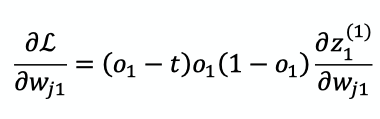 ∂ℒ/∂w_{j1} = (o_1 − t)o_1(1 − o_1) ∂z_1^{(1)}/∂w_{j1}